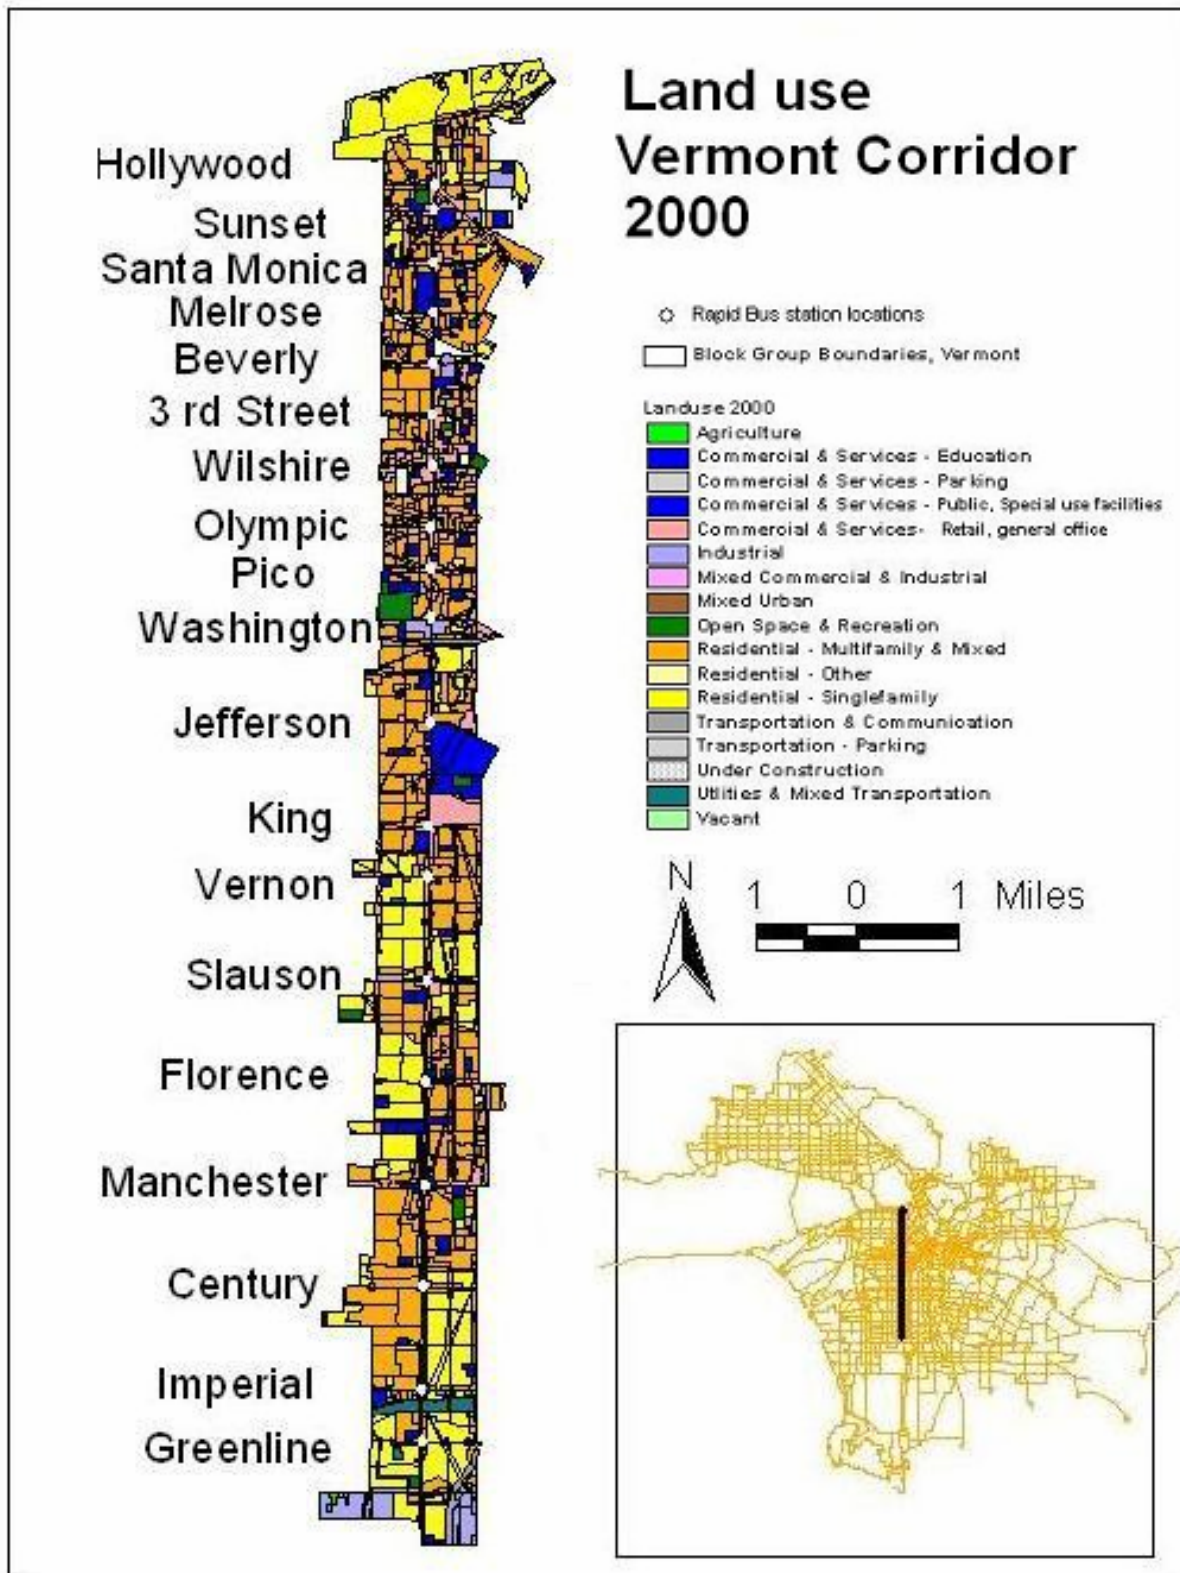 Land use
Vermont Corridor
2000
Hollywood
Sunset
Santa Monica
Melrose
Beverly
3 rd Street
Wilshire
Olympic
Pico
Washington
Jefferson
King
Vernon
Slauson
Florence
Manchester
Century
Imperial
Greenline
Rapid Bus station locations
Block Group Boundaries, Vermont
Landuse 2000
Agriculture
Commercial & Services - Education
Commercial & Services - Parking
Commercial & Services - Public, Special use facilities
Commercial & Services- Retail, general office
Industrial
Mixed Commercial & Industrial
Mixed Urban
Open Space & Recreation
Residential - Multifamily & Mixed
Residential - Other
Residential - Singlefamily
Transportation & Communication
Transportation - Parking
Under Construction
Utlities & Mixed Transportation
Vacant
N
1 0 1 Miles